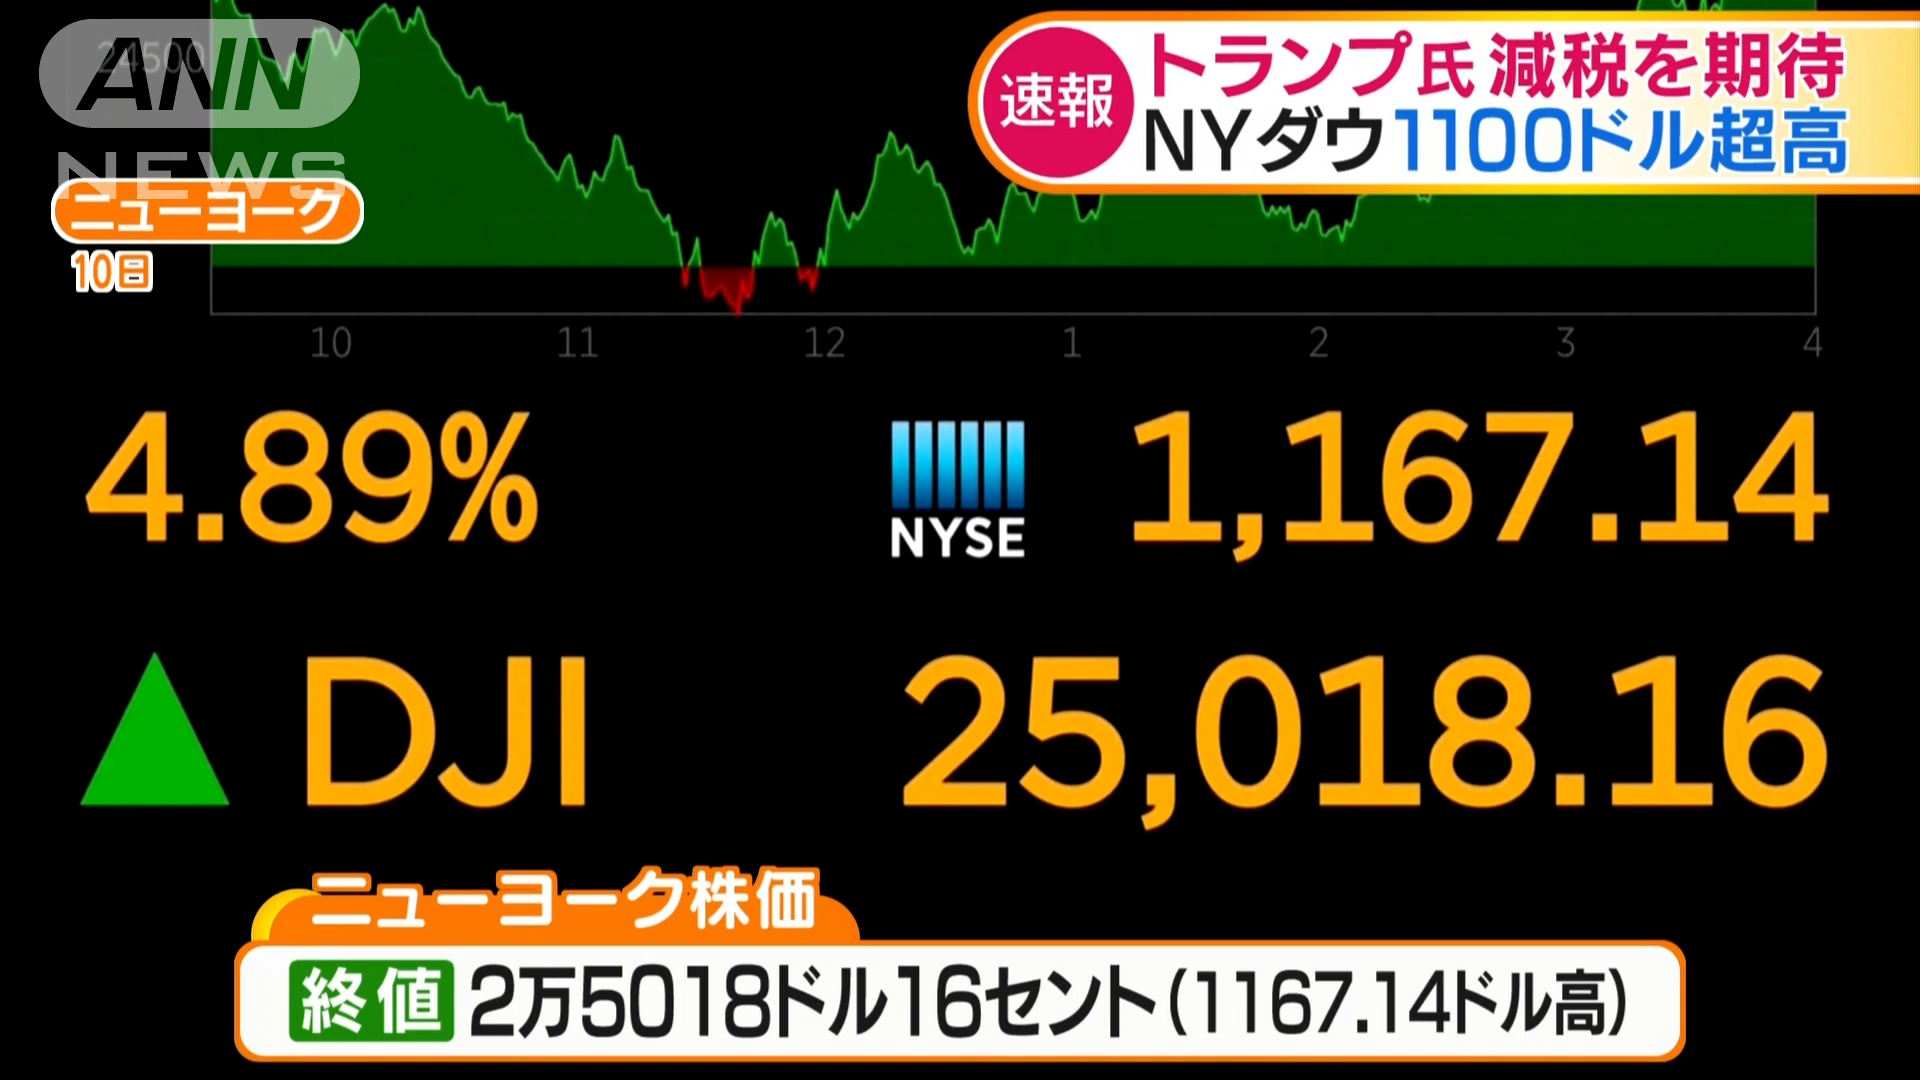 ANN
NEWS
24500
速報
トランプ氏 減税を期待
NYダウ1100ドル超高
ニューヨーク
10日
10 11 12 1 2 3 4
4.89%
NYSE
1,167.14
DJI
25,018.16
ニューヨーク株価
終値 2万5018ドル16セント(1167.14ドル高)